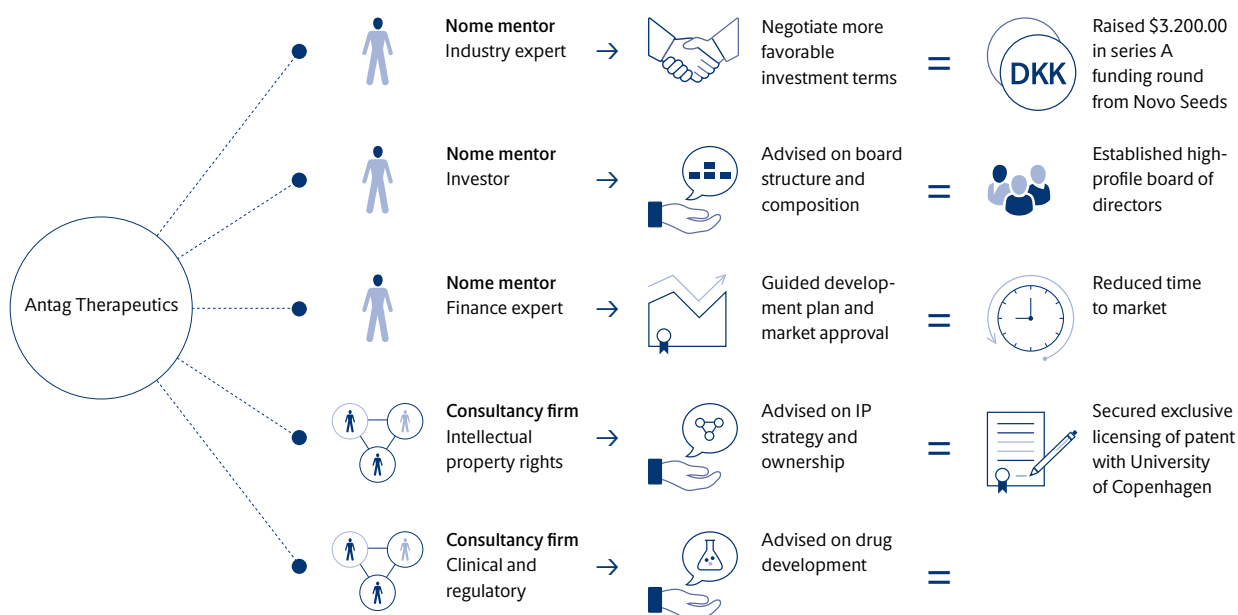 Antag Therapeutics
Nome mentor
Industry expert
→
Negotiate more
favorable
investment terms
=
DKK
Raised $3.200.00
in series A
funding round
from Novo Seeds
Nome mentor
Investor
→
Advised on board
structure and
composition
=
Established high-
profile board of
directors
Nome mentor
Finance expert
→
Guided develop-
ment plan and
market approval
=
Reduced time
to market
Consultancy firm
Intellectual
property rights
→
Advised on IP
strategy and
ownership
=
Secured exclusive
licensing of patent
with University
of Copenhagen
Consultancy firm
Clinical and
regulatory
→
Advised on drug
development
=